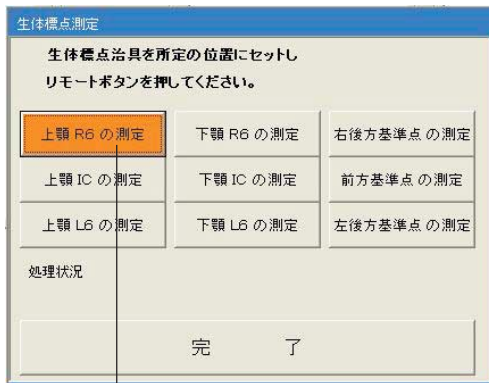 生体標点測定
生体標点治具を所定の位置にセットし
リモートボタンを押してください。
上顎 R6 の測定 下顎 R6 の測定 右後方基準点 の測定
上顎 IC の測定 下顎 IC の測定 前方基準点 の測定
上顎 L6 の測定 下顎 L6 の測定 左後方基準点 の測定
処理状況
完 了